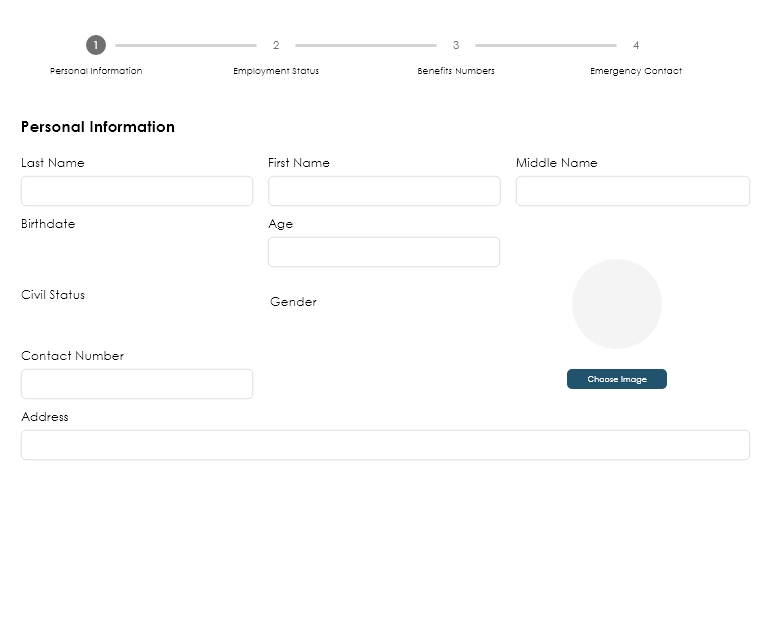 1 2 3 4
Personal Information Employment Status Benefits Numbers Emergency Contact
Personal Information
Last Name First Name Middle Name
Birthdate Age
Civil Status Gender
Contact Number
Choose Image
Address